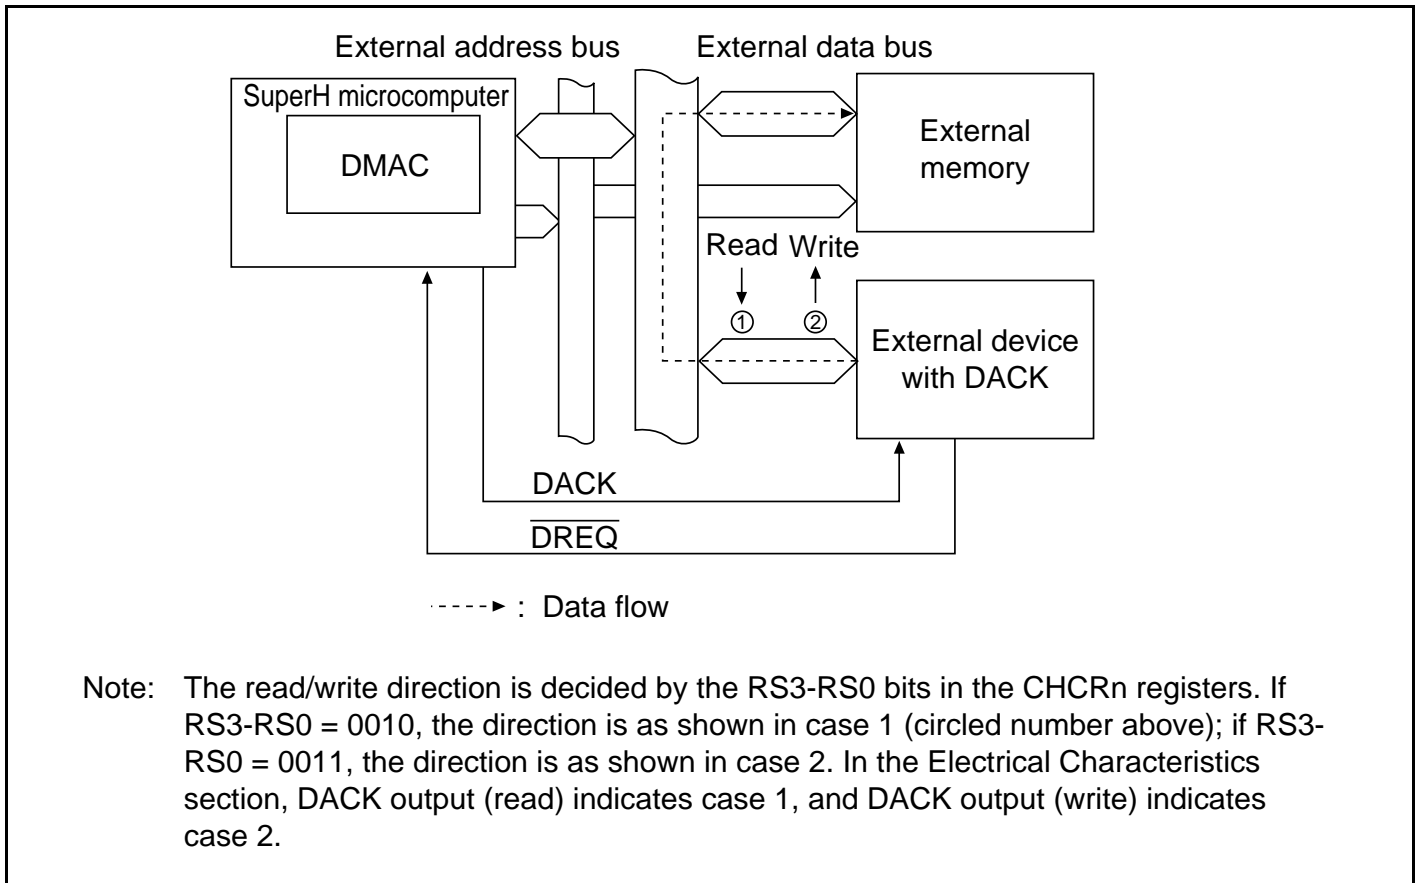 External address bus
External data bus
SuperH microcomputer
DMAC
External
memory
Read Write
① ②
External device
with DACK
DACK
DREQ
: Data flow
Note: The read/write direction is decided by the RS3-RS0 bits in the CHCRn registers. If
RS3-RS0 = 0010, the direction is as shown in case 1 (circled number above); if RS3-
RS0 = 0011, the direction is as shown in case 2. In the Electrical Characteristics
section, DACK output (read) indicates case 1, and DACK output (write) indicates
case 2.